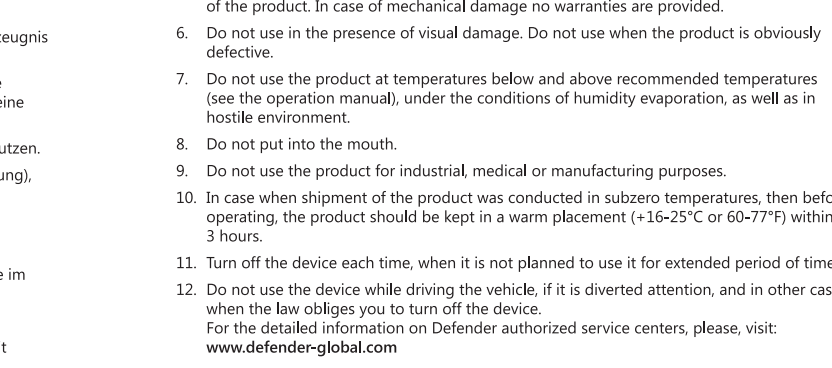 zeugnis
e
eine
utzen.
ung),
e im
t
of the product. In case of mechanical damage no warranties are provided.
6. Do not use in the presence of visual damage. Do not use when the product is obviously
defective.
7. Do not use the product at temperatures below and above recommended temperatures
(see the operation manual), under the conditions of humidity evaporation, as well as in
hostile environment.
8. Do not put into the mouth.
9. Do not use the product for industrial, medical or manufacturing purposes.
10. In case when shipment of the product was conducted in subzero temperatures, then befo
operating, the product should be kept in a warm placement (+16-25°C or 60-77°F) within
3 hours.
11. Turn off the device each time, when it is not planned to use it for extended period of time
12. Do not use the device while driving the vehicle, if it is diverted attention, and in other cas
when the law obliges you to turn off the device.
For the detailed information on Defender authorized service centers, please, visit:
www.defender-global.com